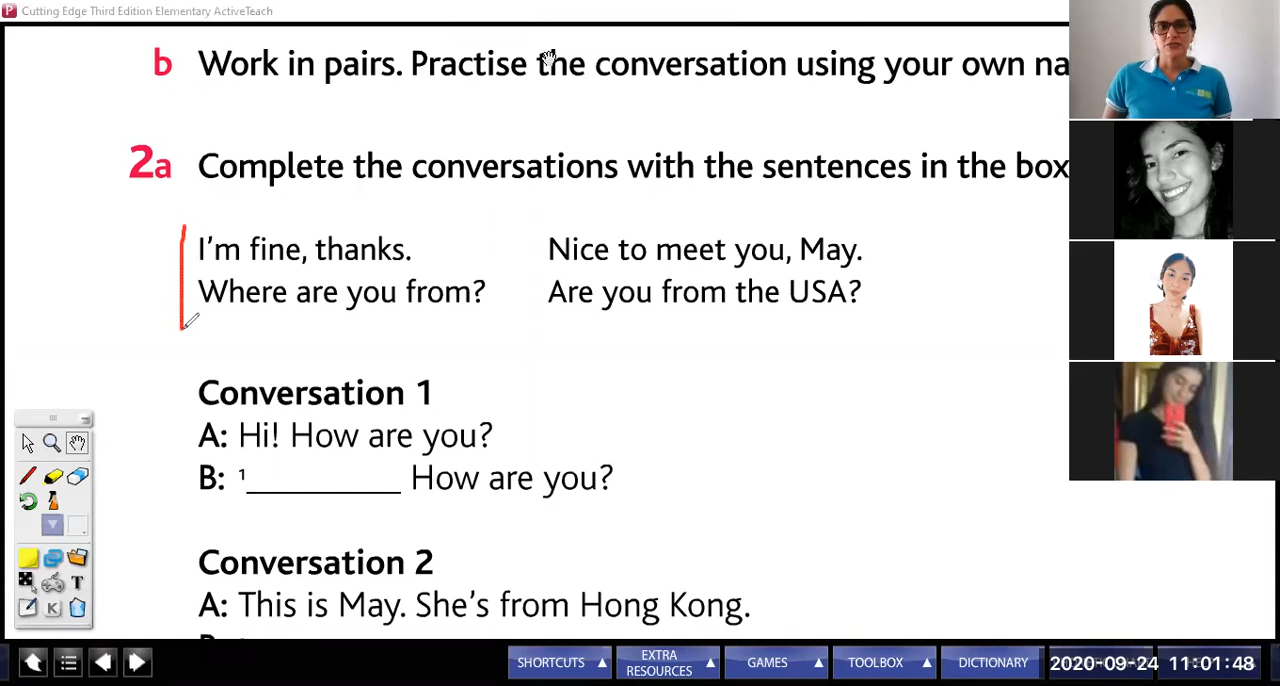 Cutting Edge Third Edition Elementary ActiveTeach
b Work in pairs. Practise the conversation using your own na
2a Complete the conversations with the sentences in the box
I'm fine, thanks. Nice to meet you, May.
Where are you from? Are you from the USA?
Conversation 1
A: Hi! How are you?
B: 1__________ How are you?
Conversation 2
A: This is May. She's from Hong Kong.
T
K
SHORTCUTS EXTRA RESOURCES GAMES TOOLBOX DICTIONARY 2020-09-24 11:01:48